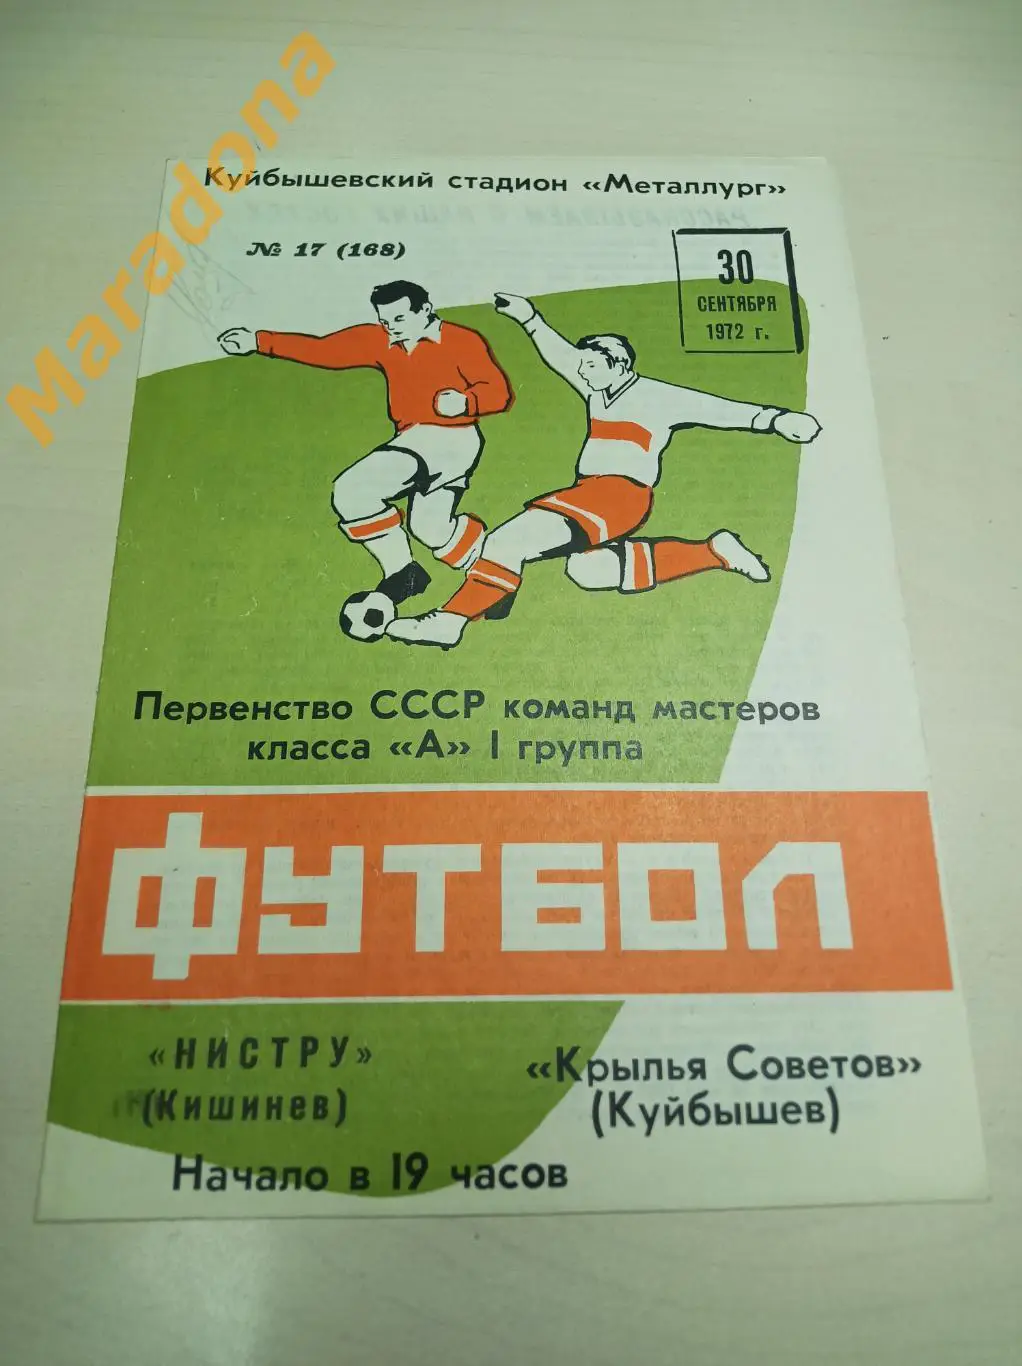 Maradona
Куйбышевский стадион «Металлург»
№ 17 (168)
30
СЕНТЯБРЯ
1972 г.
Первенство СССР команд мастеров
класса «А» I группа
ФУТБОЛ
«НИСТРУ»
(Кишинев)
«Крылья Советов»
(Куйбышев)
Начало в 19 часов